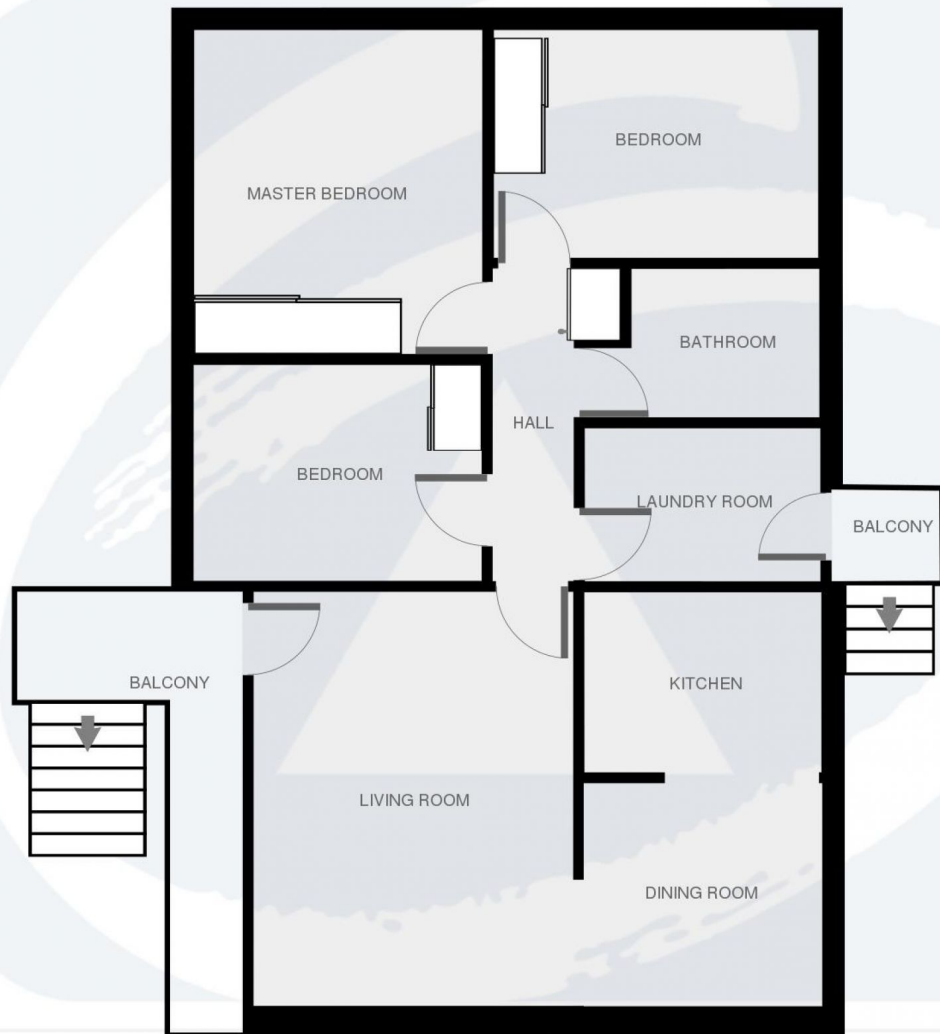 BEDROOM
MASTER BEDROOM
BATHROOM
HALL
BEDROOM
LAUNDRY ROOM
BALCONY
BALCONY
KITCHEN
LIVING ROOM
DINING ROOM